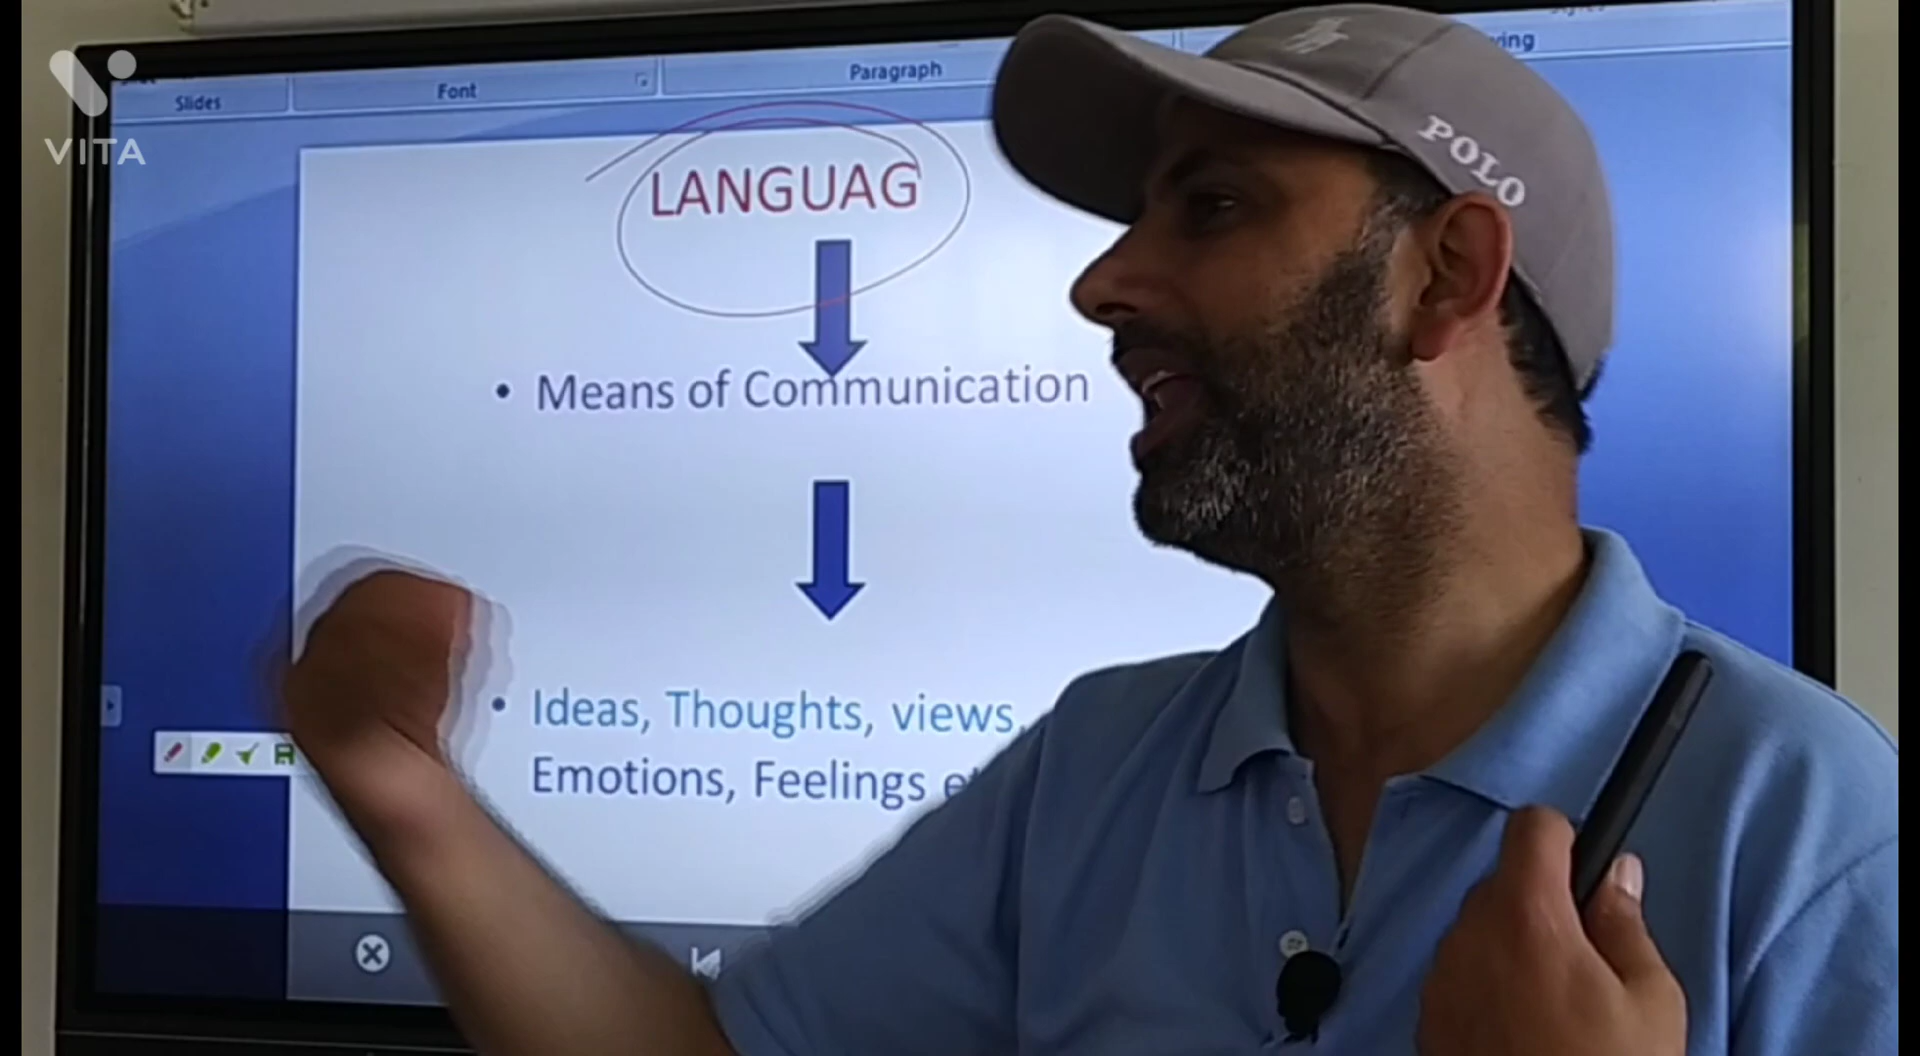 VITA
Slides
Font
Paragraph
LANGUAG
• Means of Communication
• Ideas, Thoughts, views,
Emotions, Feelings
POLO